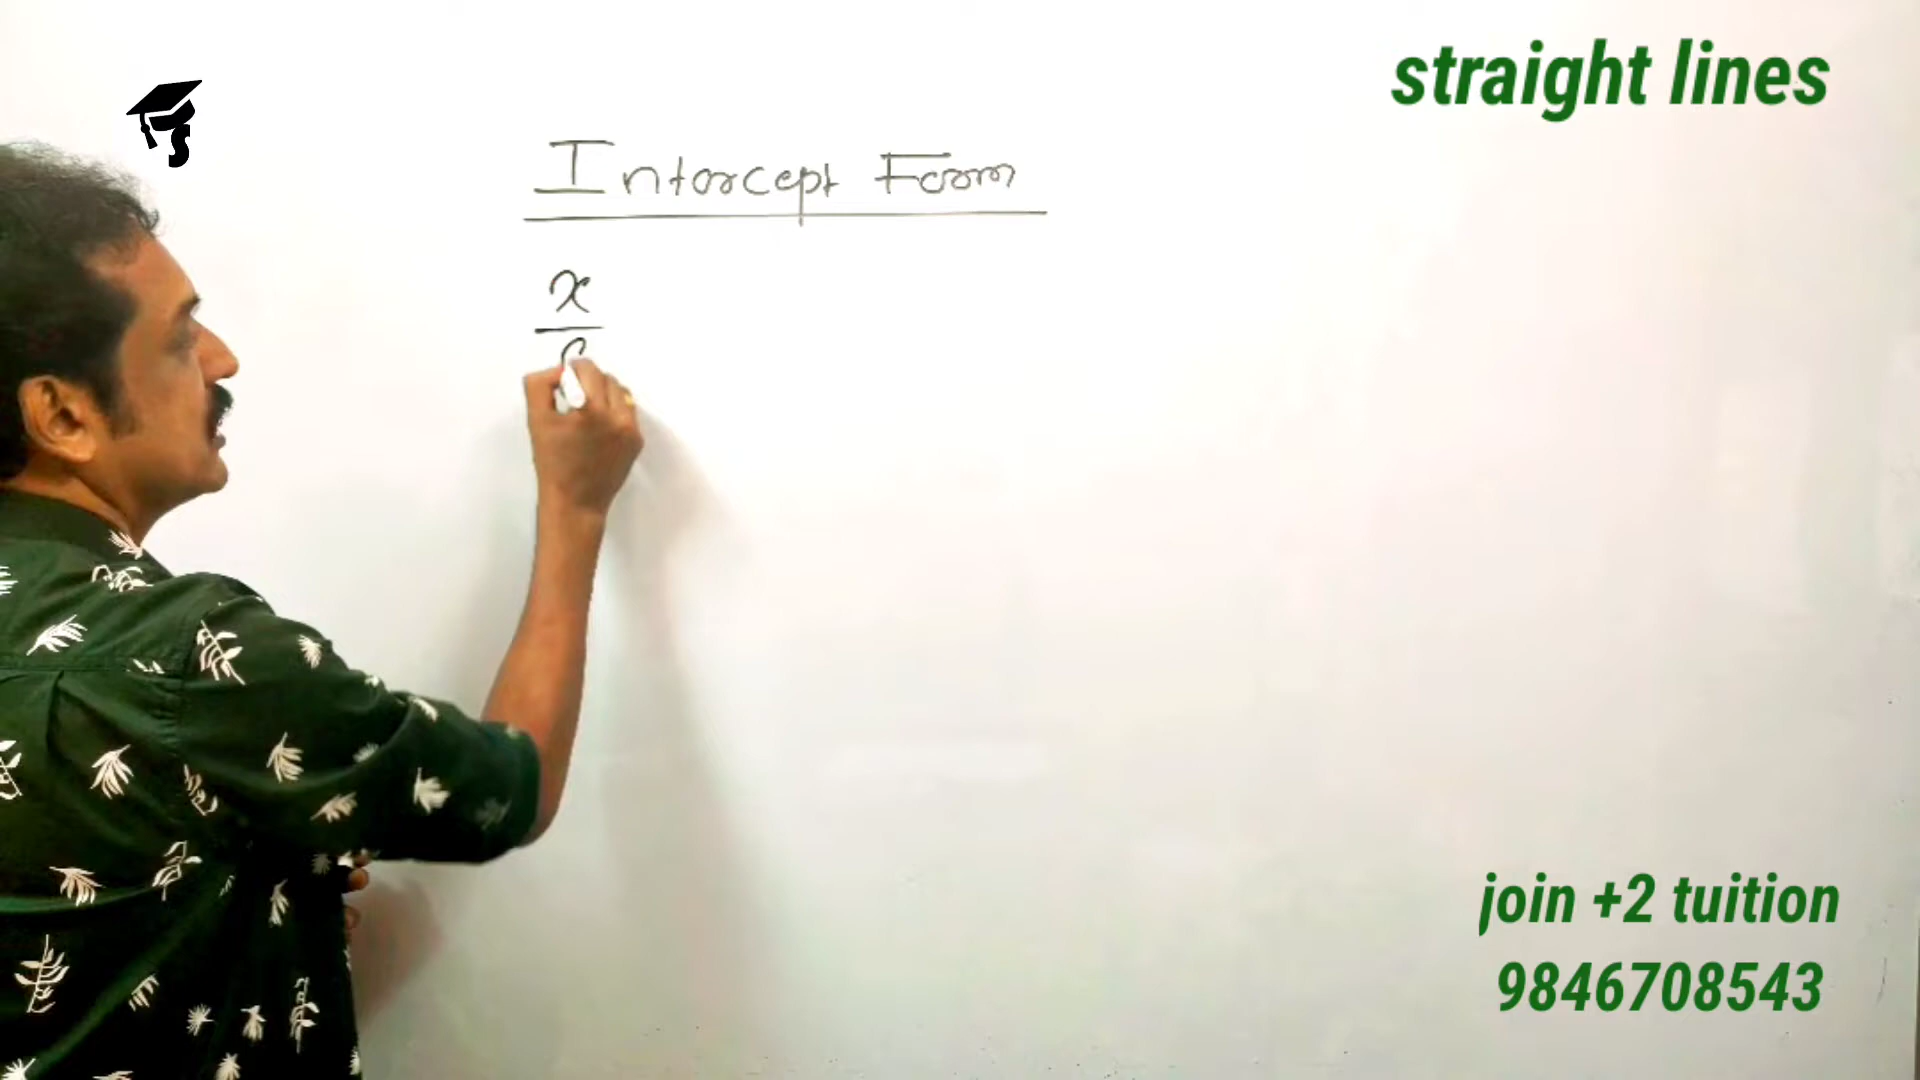 straight lines
Intercept Form
x
join +2 tuition
9846708543